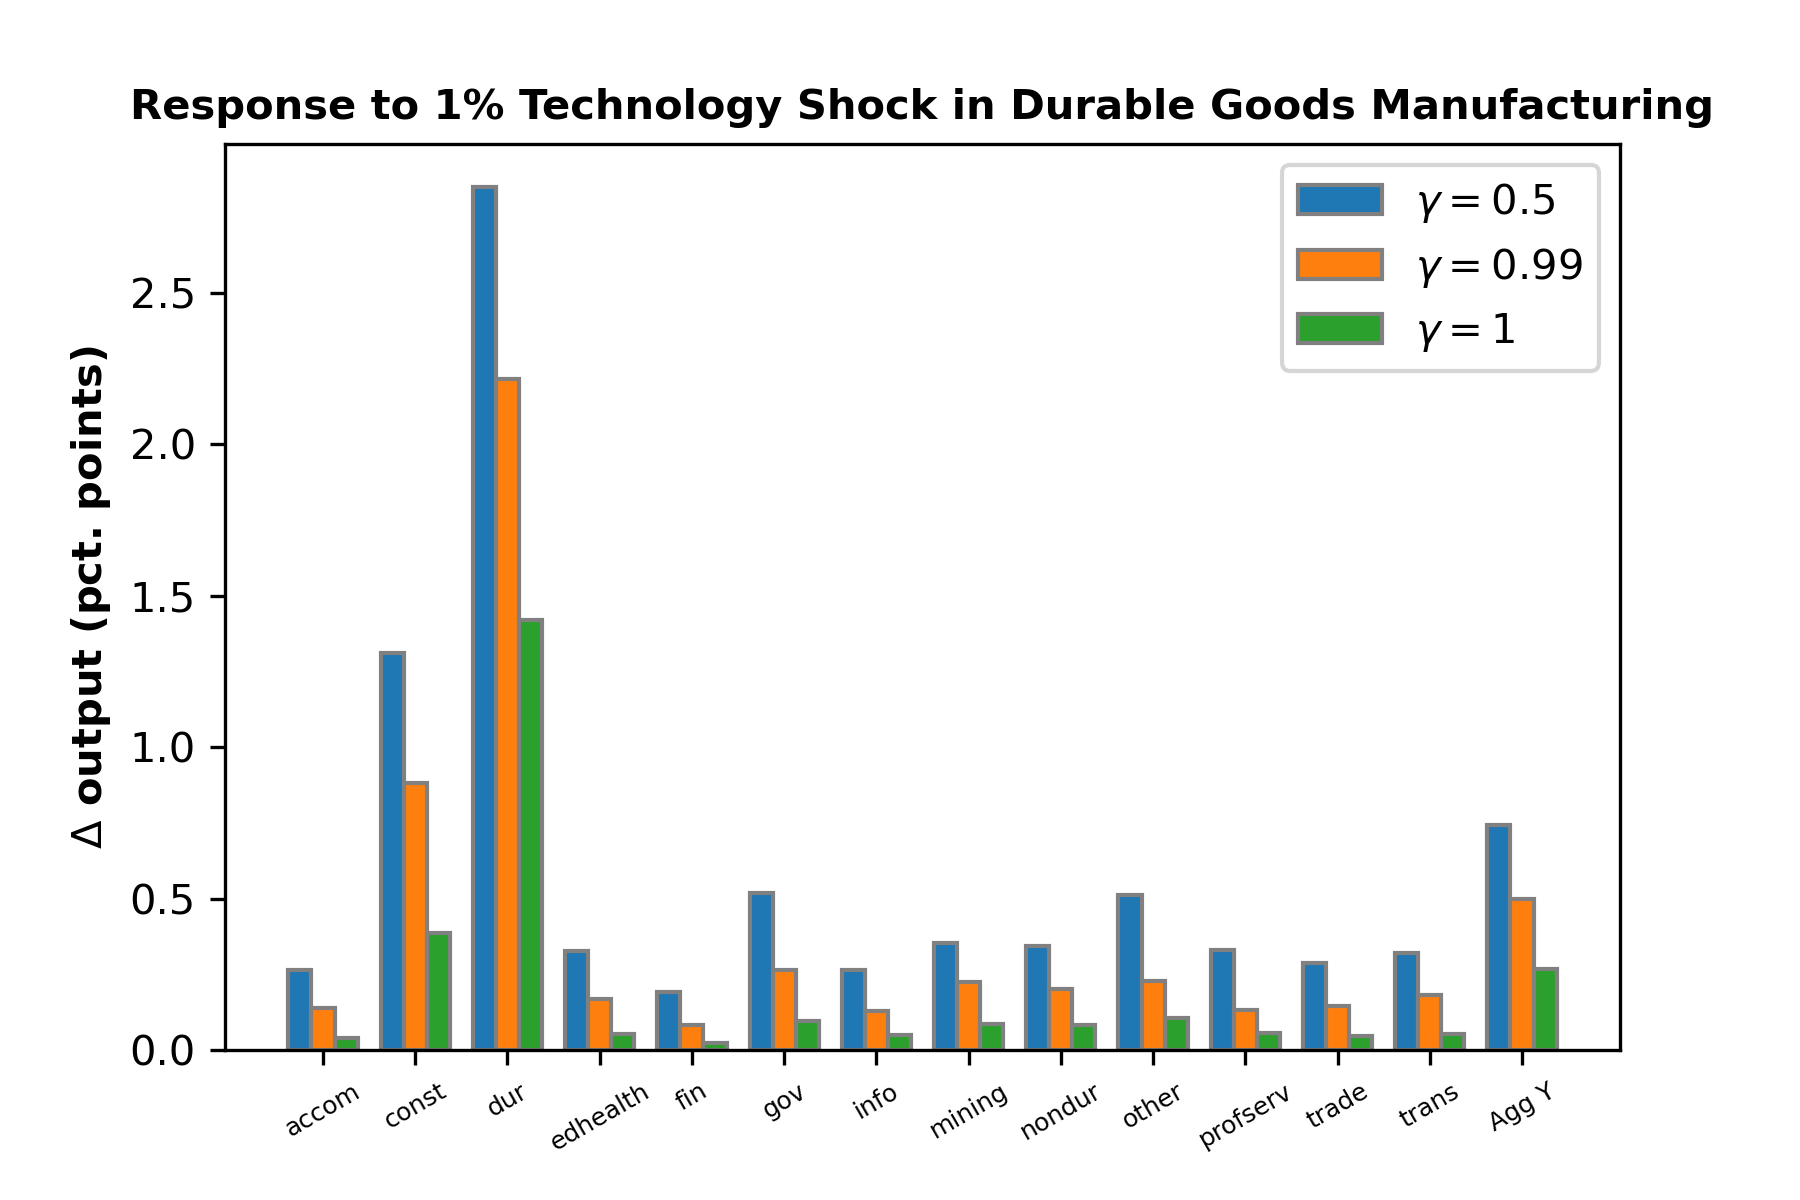 Response to 1% Technology Shock in Durable Goods Manufacturing
γ = 0.5
γ = 0.99
γ = 1
Δ output (pct. points)
2.5
2.0
1.5
1.0
0.5
0.0
accom
const
dur
edhealth
fin
gov
info
mining
nondur
other
profserv
trade
trans
Agg Y